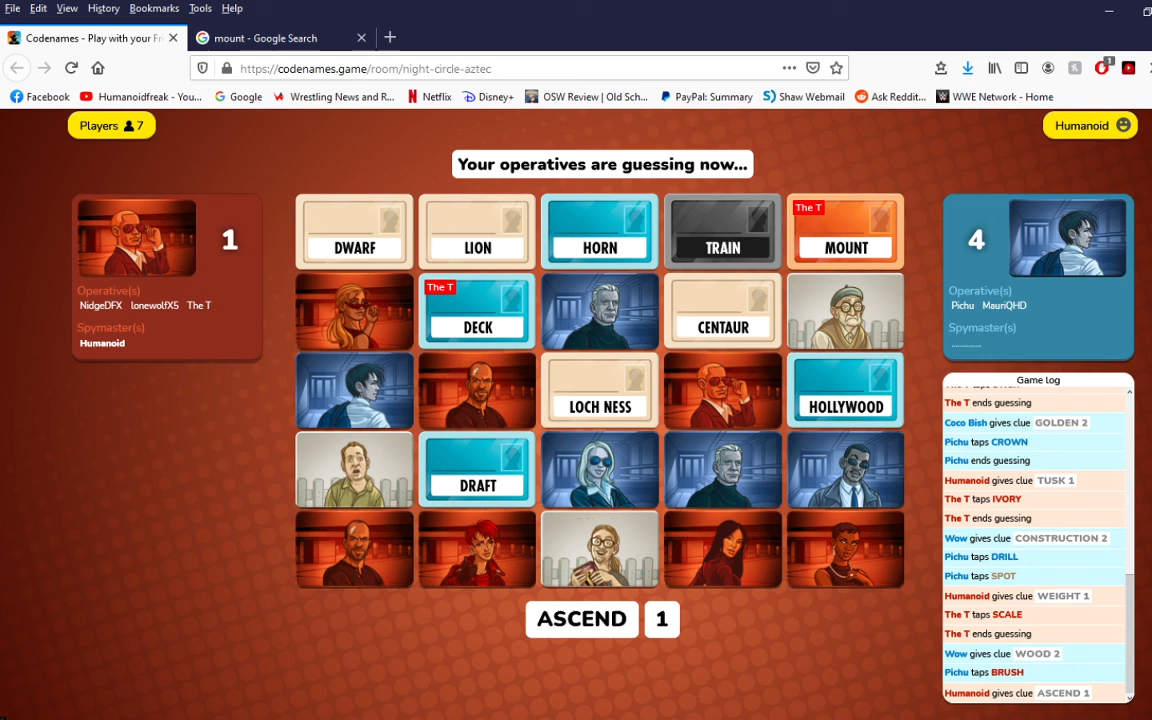 File Edit View History Bookmarks Tools Help
Codenames - Play with your Fr
mount - Google Search
https://codenames.game/room/night-circle-aztec
1
Facebook Humanoidfreak - You... Google Wrestling News and R... Netflix Disney+ OSW Review | Old Sch... PayPal: Summary Shaw Webmail Ask Reddit... WWE Network - Home
Players 7
Humanoid
Your operatives are guessing now...
1
Operative(s)
NidgeDFX lonewolfX5 The T
Spymaster(s)
Humanoid
DWARF LION HORN TRAIN The T MOUNT
The T DECK CENTAUR
LOCH NESS HOLLYWOOD
DRAFT
ASCEND 1
4
Operative(s)
Pichu MauriQHD
Spymaster(s)
Game log
The T ends guessing
Coco Bish gives clue GOLDEN 2
Pichu taps CROWN
Pichu ends guessing
Humanoid gives clue TUSK 1
The T taps IVORY
The T ends guessing
Wow gives clue CONSTRUCTION 2
Pichu taps DRILL
Pichu taps SPOT
Humanoid gives clue WEIGHT 1
The T taps SCALE
The T ends guessing
Wow gives clue WOOD 2
Pichu taps BRUSH
Humanoid gives clue ASCEND 1